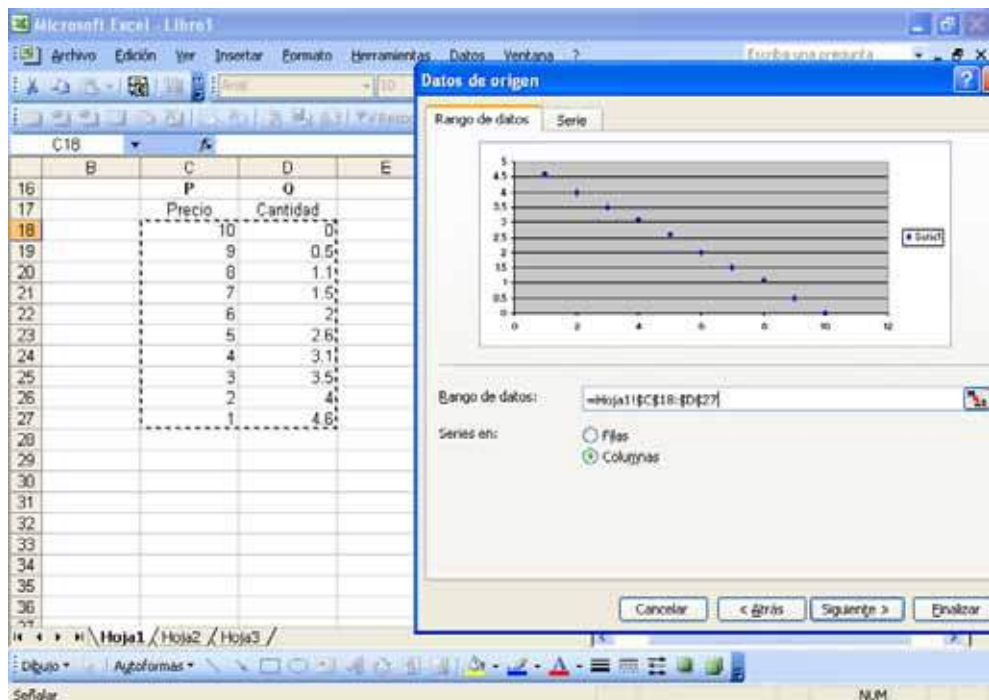 Microsoft Excel - Libro1
Archivo Edición Ver Insertar Formato Herramientas Datos Ventana ? Escriba una pregunta
10
C18 fx
Datos de origen
Rango de datos Serie
B C D E
16 P Q
17 Precio Cantidad
18 10 0
19 9 0.5
20 8 1.1
21 7 1.5
22 6 2
23 5 2.6
24 4 3.1
25 3 3.5
26 2 4
27 1 4.6
28
29
30
31
32
33
34
35
36
5
4.5
4
3.5
3
2.5
2
1.5
1
0.5
0
0 2 4 6 8 10 12
Serie1
Rango de datos: =Hoja1!$C$18:$D$27
Series en: Filas
Columnas
Cancelar < Atrás Siguiente > Finalizar
Hoja1 / Hoja2 / Hoja3 /
Dibujo Autoformas
Señalar NUM